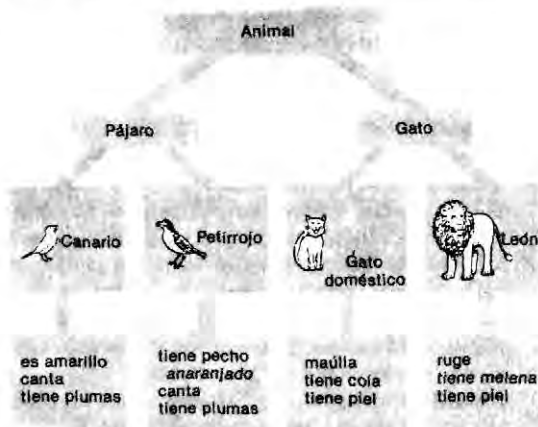 Animal
Pájaro
Gato
Canario
Petirrojo
Gato
doméstico
León
es amarillo
canta
tiene plumas
tiene pecho
anaranjado
canta
tiene plumas
maúlla
tiene cola
tiene piel
ruge
tiene melena
tiene piel